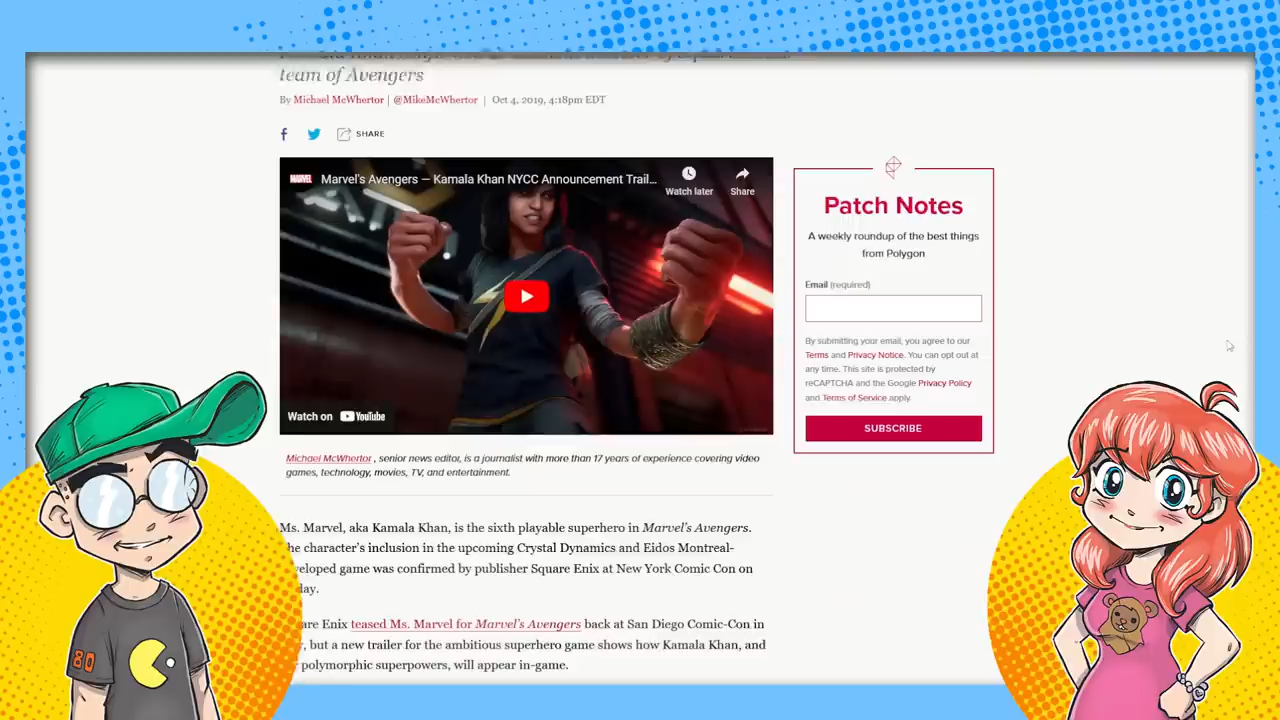 team of Avengers
By Michael McWhertor | @MikeMcWhertor | Oct 4, 2019, 4:18pm EDT
SHARE
MARVEL Marvel's Avengers — Kamala Khan NYCC Announcement Trail...
Watch later Share
Watch on YouTube
Michael McWhertor , senior news editor, is a journalist with more than 17 years of experience covering video
games, technology, movies, TV, and entertainment.
Ms. Marvel, aka Kamala Khan, is the sixth playable superhero in Marvel's Avengers.
character's inclusion in the upcoming Crystal Dynamics and Eidos Montreal-
game was confirmed by publisher Square Enix at New York Comic Con on
Enix teased Ms. Marvel for Marvel's Avengers back at San Diego Comic-Con in
but a new trailer for the ambitious superhero game shows how Kamala Khan, and
polymorphic superpowers, will appear in-game.
Patch Notes
A weekly roundup of the best things
from Polygon
Email (required)
By submitting your email, you agree to our
Terms and Privacy Notice. You can opt out at
any time. This site is protected by
reCAPTCHA and the Google Privacy Policy
and Terms of Service apply.
SUBSCRIBE
80